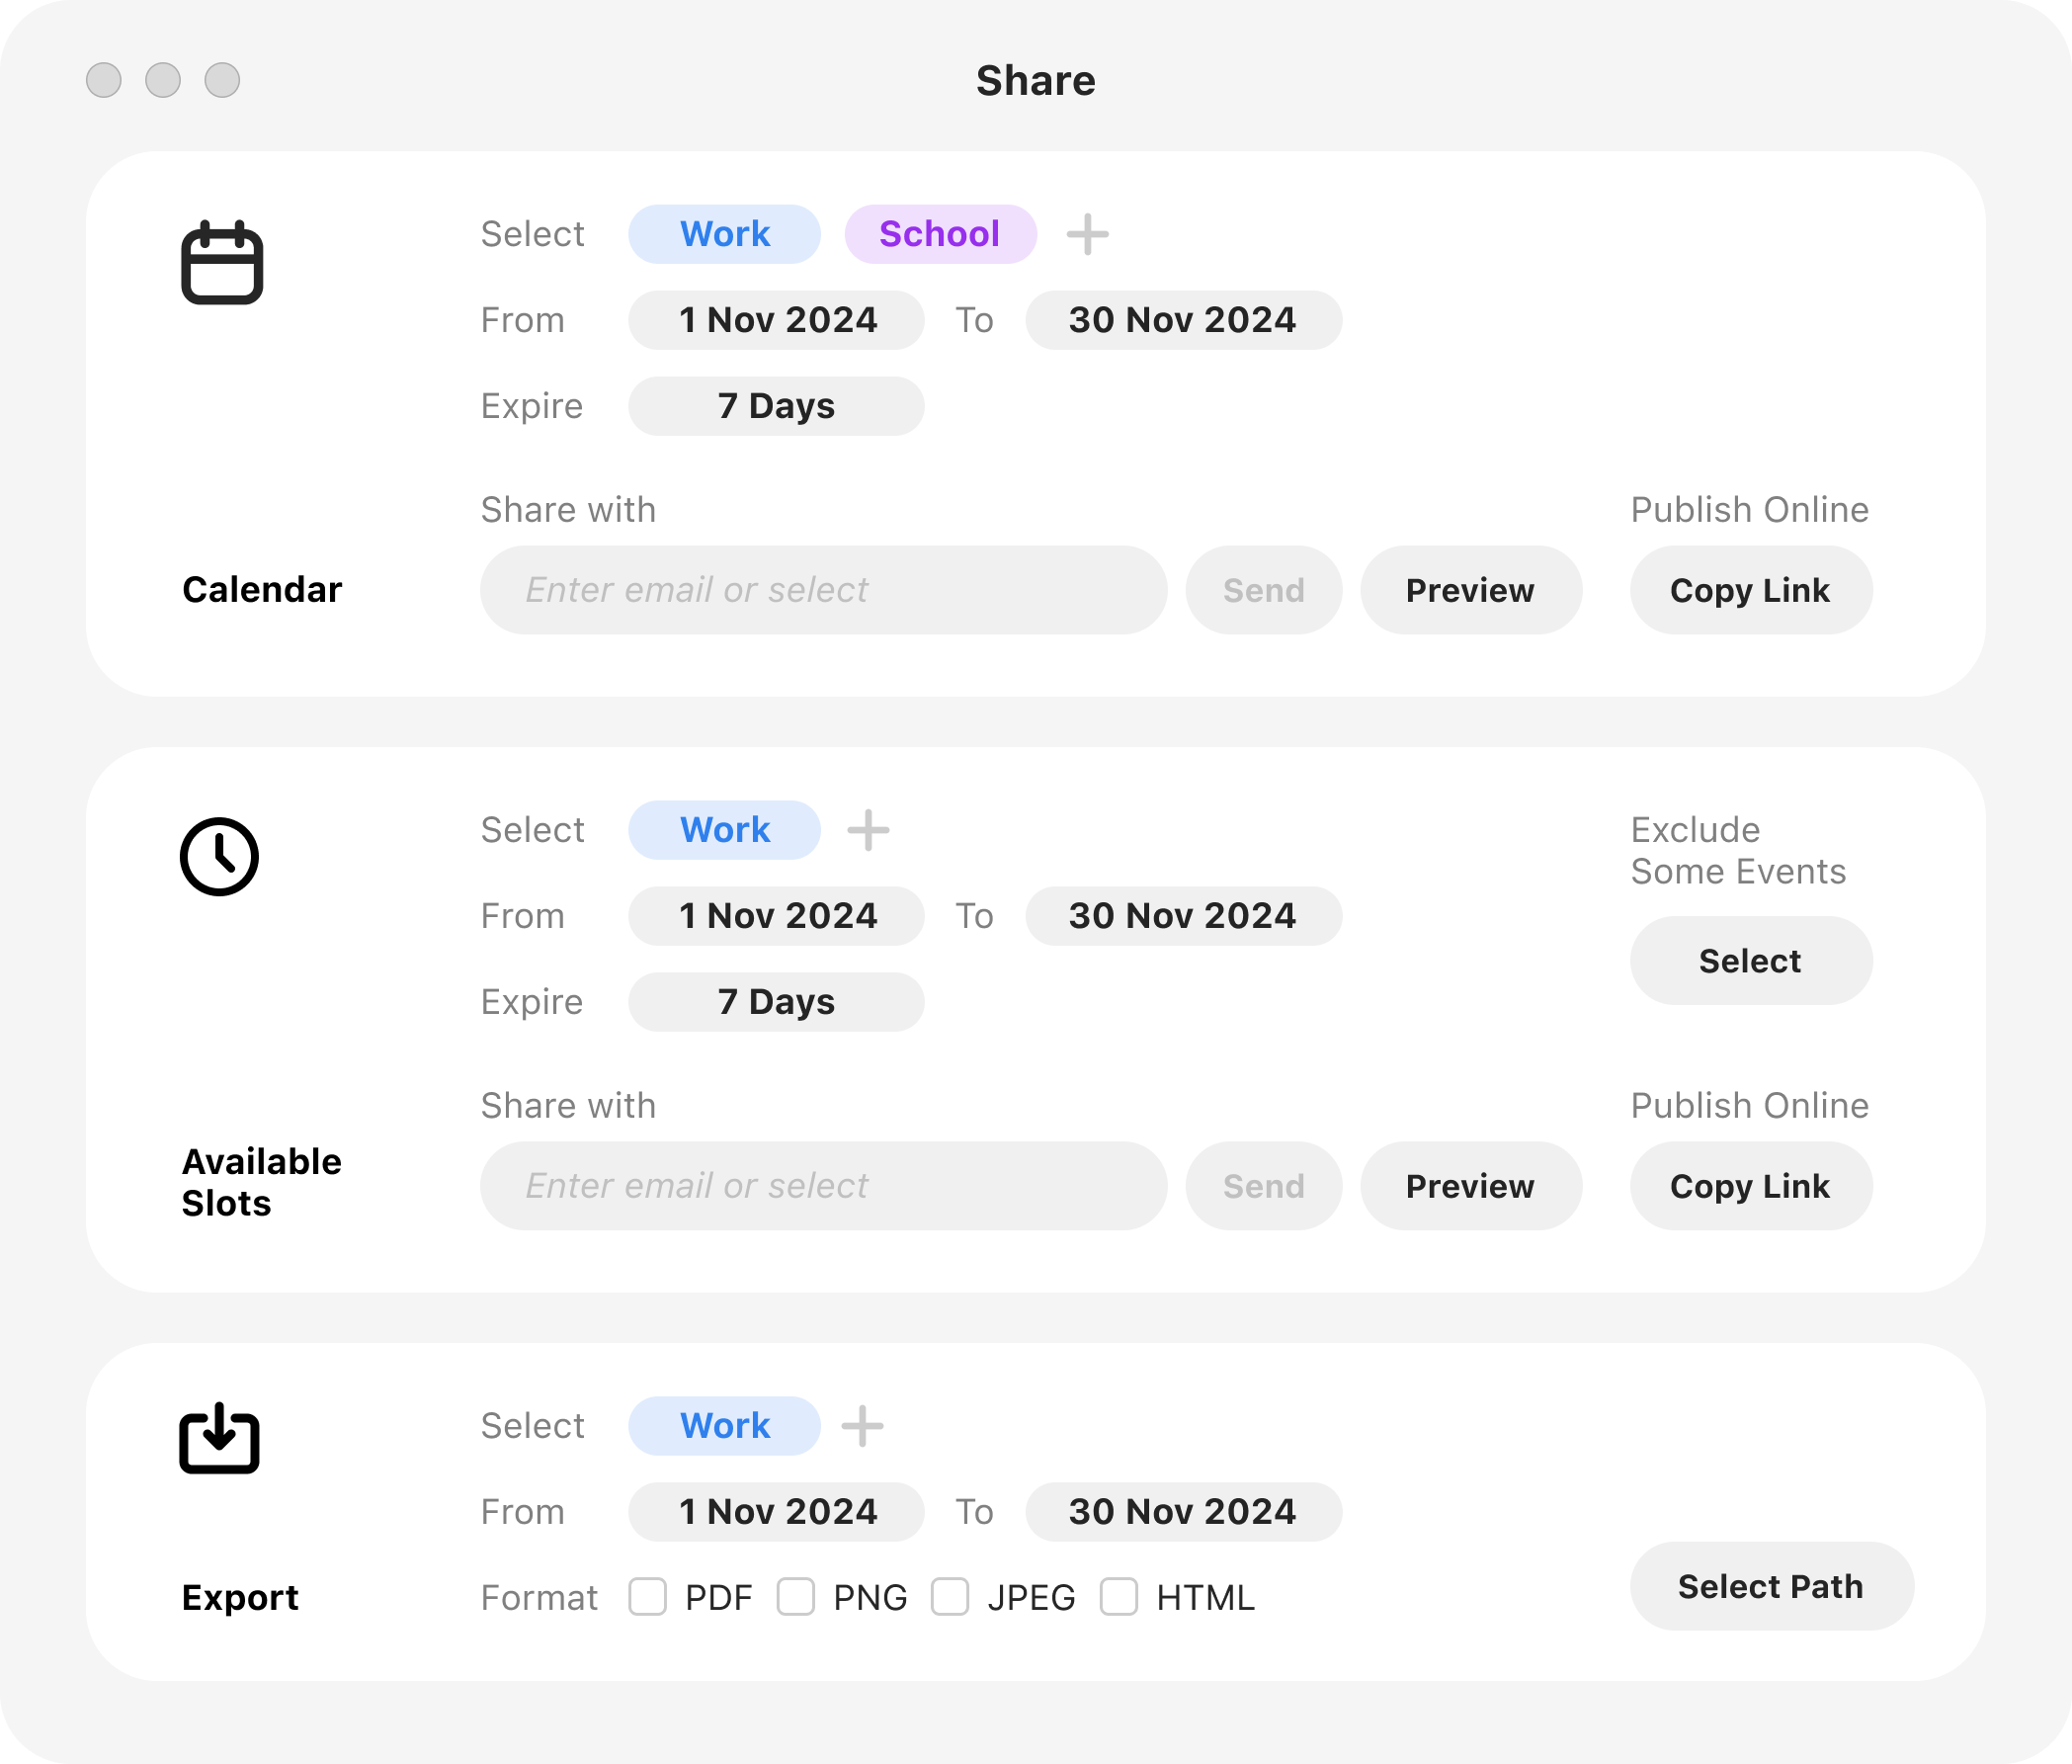 Share
Select Work School
From 1 Nov 2024 To 30 Nov 2024
Expire 7 Days
Share with Publish Online
Calendar Enter email or select Send Preview Copy Link
Select Work Exclude
Some Events
From 1 Nov 2024 To 30 Nov 2024
Select
Expire 7 Days
Share with Publish Online
Available
Slots
Enter email or select Send Preview Copy Link
Select Work
From 1 Nov 2024 To 30 Nov 2024
Export Format PDF PNG JPEG HTML Select Path